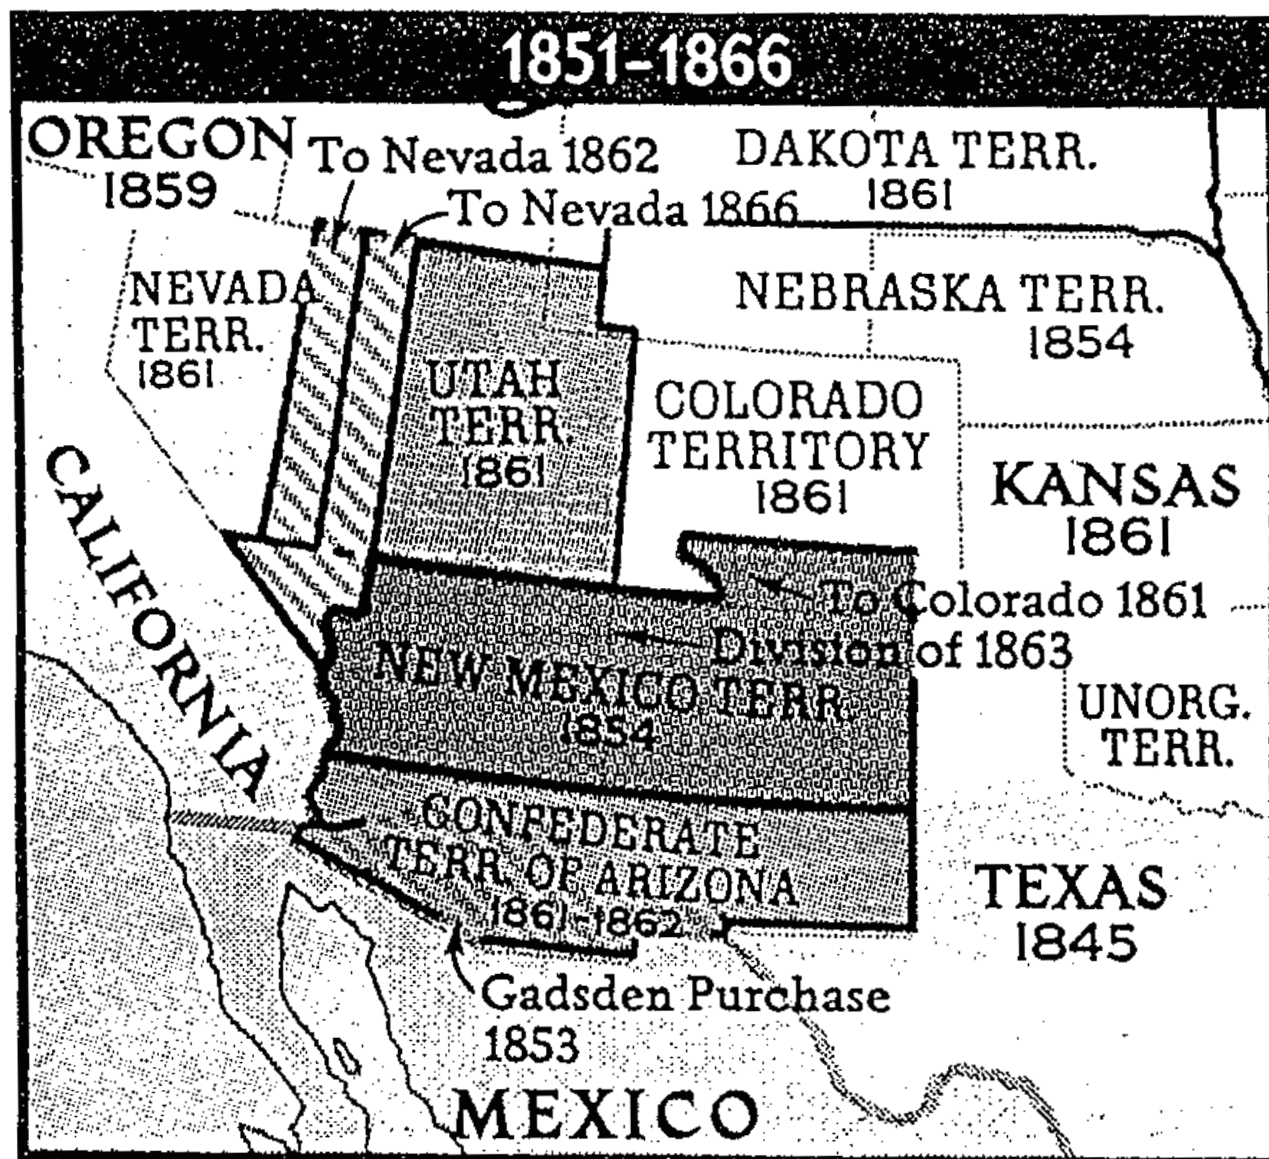 1851-1866
OREGON
1859
To Nevada 1862
To Nevada 1866
DAKOTA TERR.
1861
NEVADA
TERR.
1861
NEBRASKA TERR.
1854
UTAH
TERR.
1861
COLORADO
TERRITORY
1861
KANSAS
1861
CALIFORNIA
To Colorado 1861
Division of 1863
NEW MEXICO TERR.
1854
UNORG.
TERR.
CONFEDERATE
TERR. OF ARIZONA
1861-1862
TEXAS
1845
Gadsden Purchase
1853
MEXICO